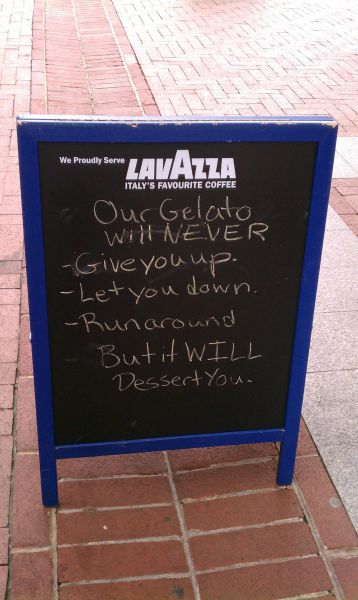 We Proudly Serve LAVAZZA
ITALY'S FAVOURITE COFFEE
Our Gelato
will NEVER
-Give you up.
-Let you down.
-Run around
But it WILL
Dessert You.